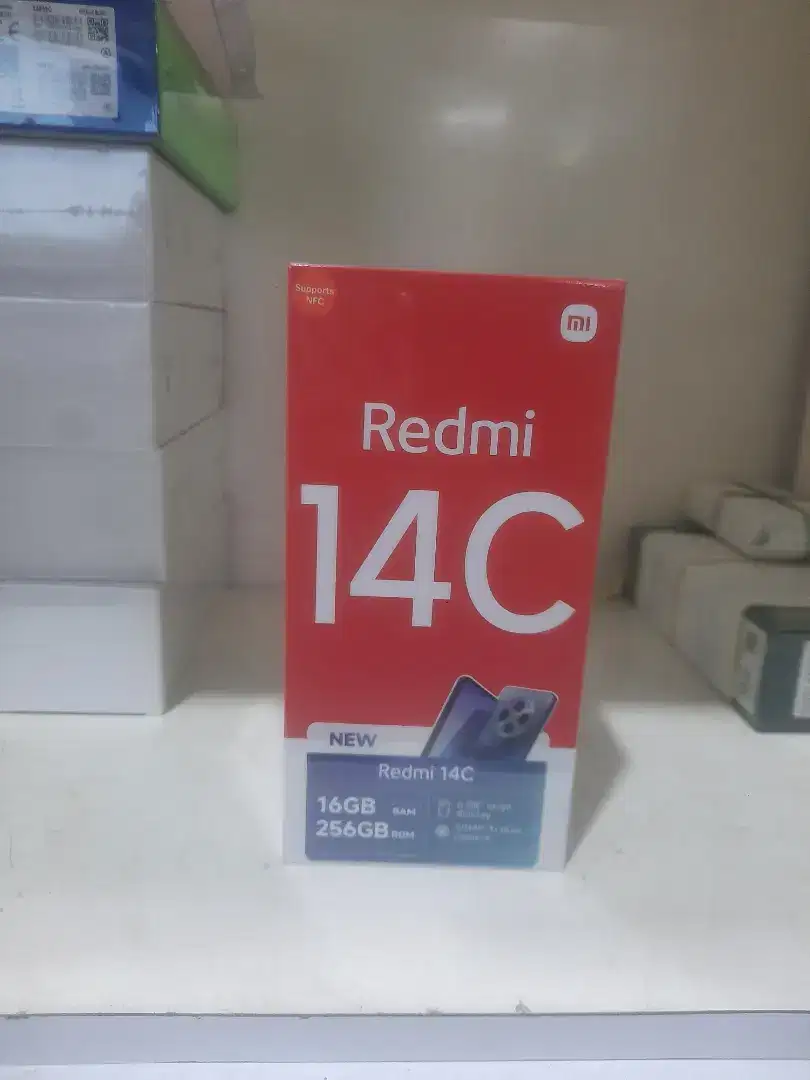 Supports
NFC
mi
Redmi
14C
NEW
Redmi 14C
16GB RAM
256GB ROM